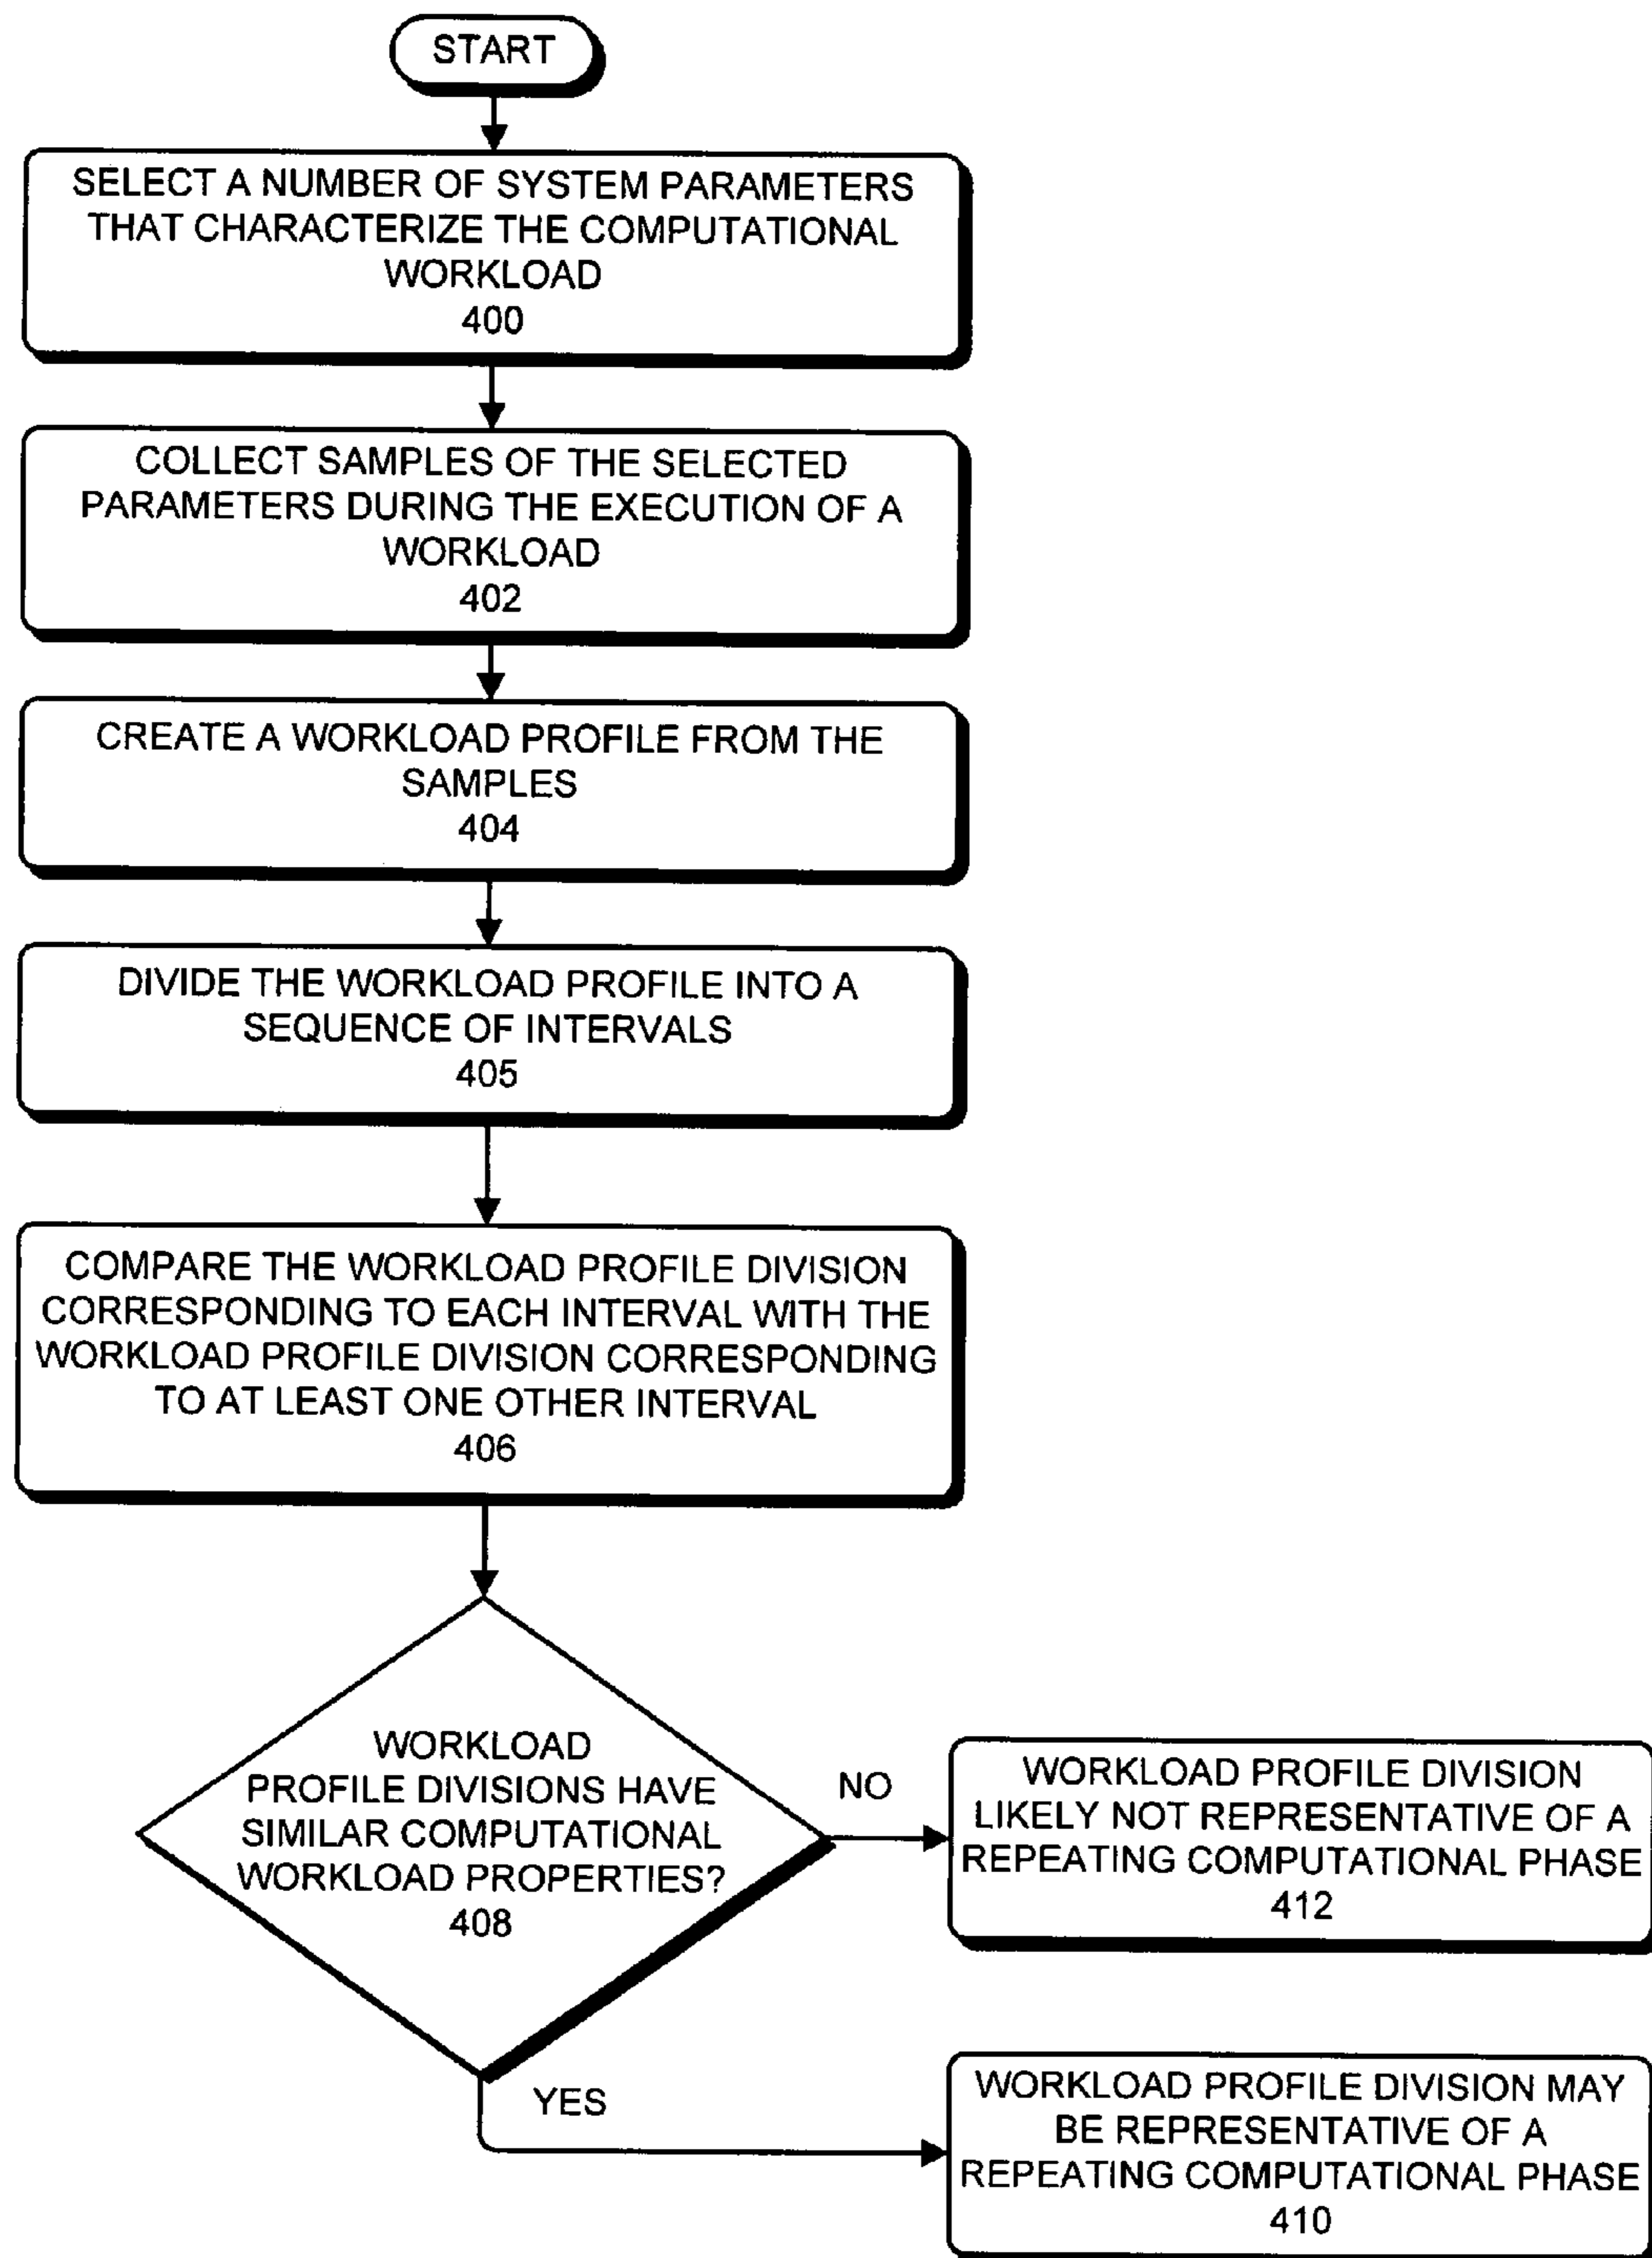 START
SELECT A NUMBER OF SYSTEM PARAMETERS
THAT CHARACTERIZE THE COMPUTATIONAL
WORKLOAD
400
COLLECT SAMPLES OF THE SELECTED
PARAMETERS DURING THE EXECUTION OF A
WORKLOAD
402
CREATE A WORKLOAD PROFILE FROM THE
SAMPLES
404
DIVIDE THE WORKLOAD PROFILE INTO A
SEQUENCE OF INTERVALS
405
COMPARE THE WORKLOAD PROFILE DIVISION
CORRESPONDING TO EACH INTERVAL WITH THE
WORKLOAD PROFILE DIVISION CORRESPONDING
TO AT LEAST ONE OTHER INTERVAL
406
WORKLOAD
PROFILE DIVISIONS HAVE
SIMILAR COMPUTATIONAL
WORKLOAD PROPERTIES?
408
NO
WORKLOAD PROFILE DIVISION
LIKELY NOT REPRESENTATIVE OF A
REPEATING COMPUTATIONAL PHASE
412
YES
WORKLOAD PROFILE DIVISION MAY
BE REPRESENTATIVE OF A
REPEATING COMPUTATIONAL PHASE
410